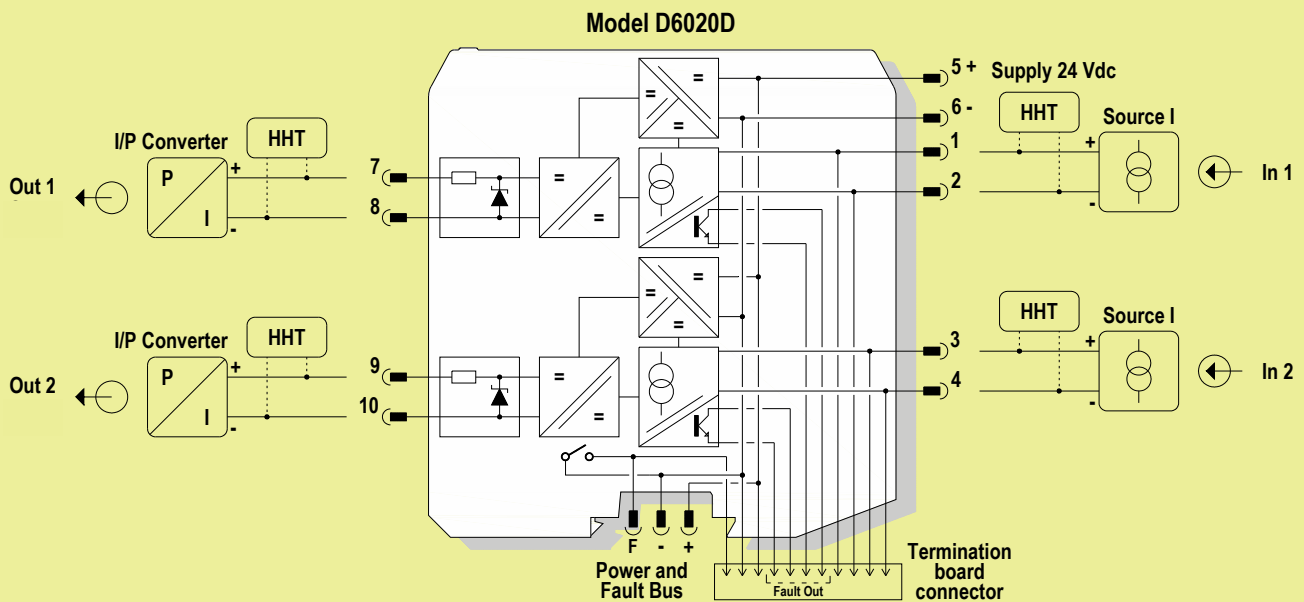 Model D6020D
5 + Supply 24 Vdc
6 -
I/P Converter
HHT
7
1
HHT
Source I
Out 1
P
I
+
-
8
2
+
-
In 1
=
=
=
=
=
I/P Converter
HHT
9
3
HHT
Source I
Out 2
P
I
+
-
10
4
+
-
In 2
=
=
=
=
=
F - +
Power and
Fault Bus
Fault Out
Termination
board
connector